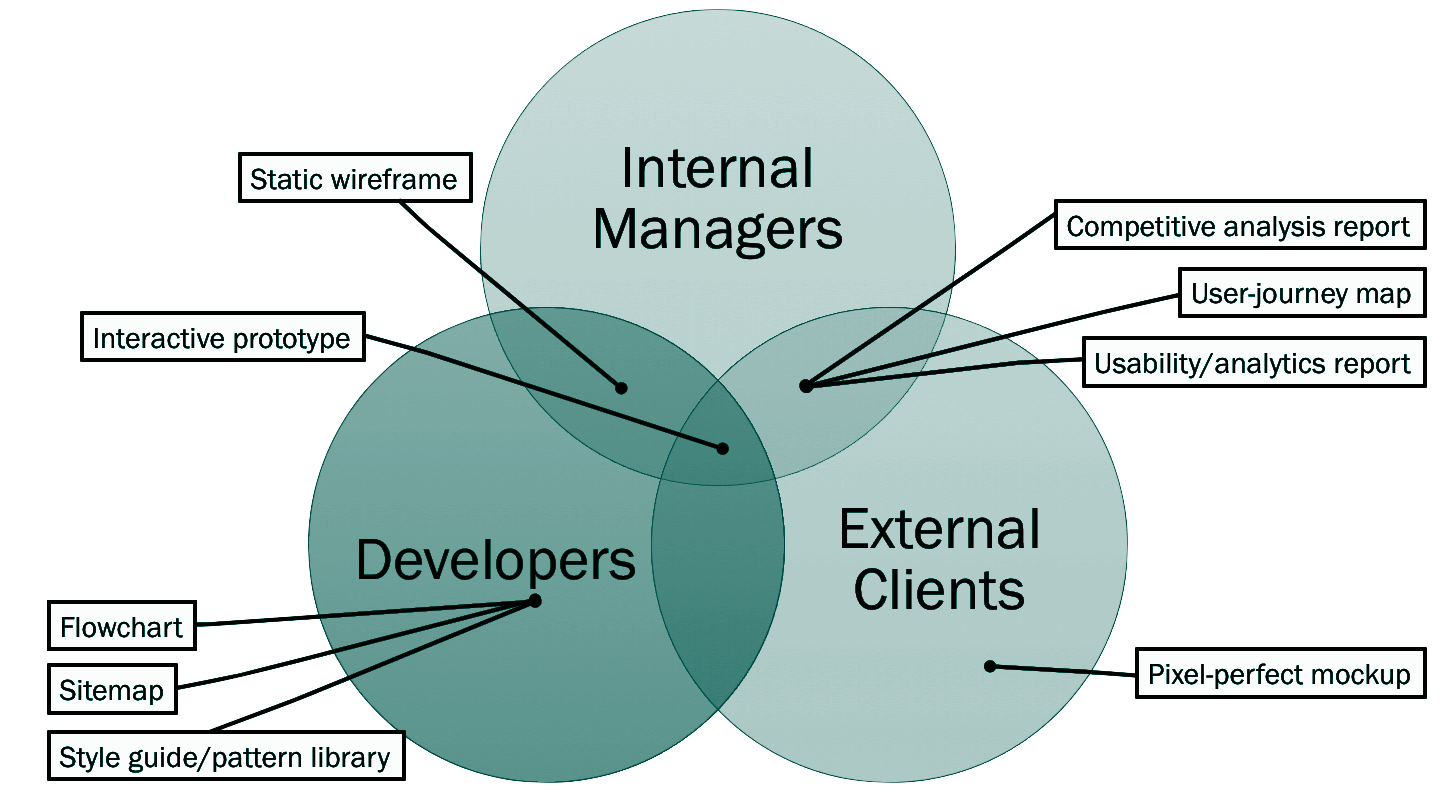 Internal
Managers
Static wireframe
Competitive analysis report
User-journey map
Interactive prototype
Usability/analytics report
Developers
External
Clients
Flowchart
Sitemap
Style guide/pattern library
Pixel-perfect mockup